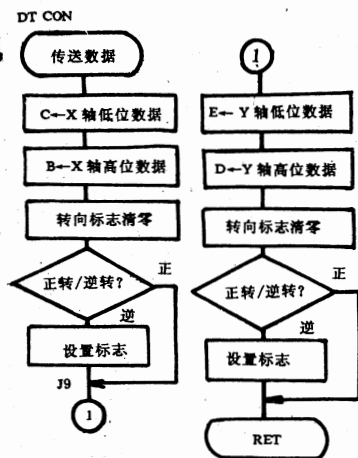 DT CON
传送数据
C←X 轴低位数据
B←X 轴高位数据
转向标志清零
正转/逆转?
正
逆
设置标志
J9
1
1
E←Y 轴低位数据
D←Y 轴高位数据
转向标志清零
正转/逆转?
正
逆
设置标志
RET